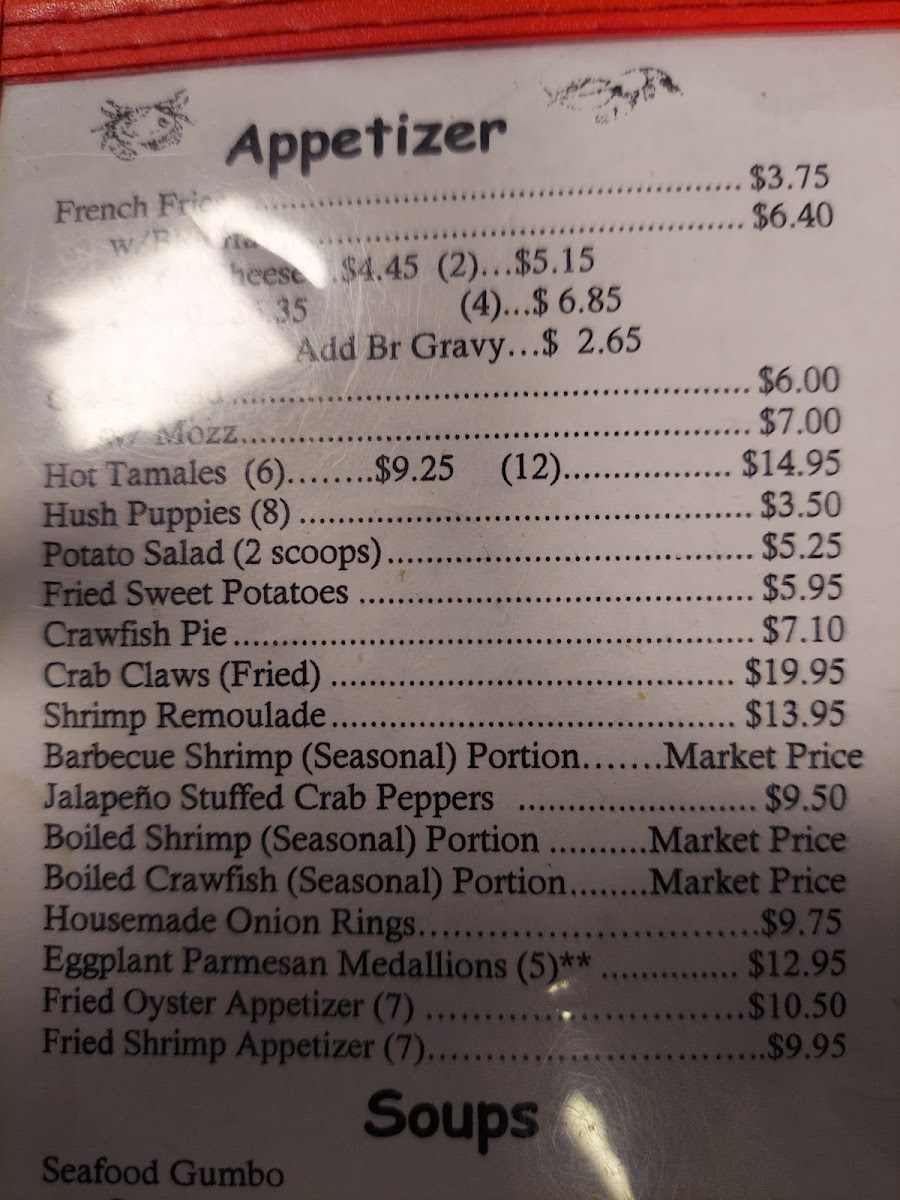 Appetizer
French Fries ........................................................ $3.75
........................................................ $6.40
Cheese...$4.45 (2)...$5.15
.35 (4)...$ 6.85
Add Br Gravy...$ 2.65
........................................................ $6.00
w/ Mozz........................................................ $7.00
Hot Tamales (6)........$9.25 (12)................. $14.95
Hush Puppies (8) ................................................. $3.50
Potato Salad (2 scoops)....................................... $5.25
Fried Sweet Potatoes .......................................... $5.95
Crawfish Pie........................................................ $7.10
Crab Claws (Fried) ........................................... $19.95
Shrimp Remoulade........................................... $13.95
Barbecue Shrimp (Seasonal) Portion.......Market Price
Jalapeño Stuffed Crab Peppers ......................... $9.50
Boiled Shrimp (Seasonal) Portion ..........Market Price
Boiled Crawfish (Seasonal) Portion........Market Price
Housemade Onion Rings...................................$9.75
Eggplant Parmesan Medallions (5)** .............. $12.95
Fried Oyster Appetizer (7) .................................$10.50
Fried Shrimp Appetizer (7)...................................$9.95
Soups
Seafood Gumbo